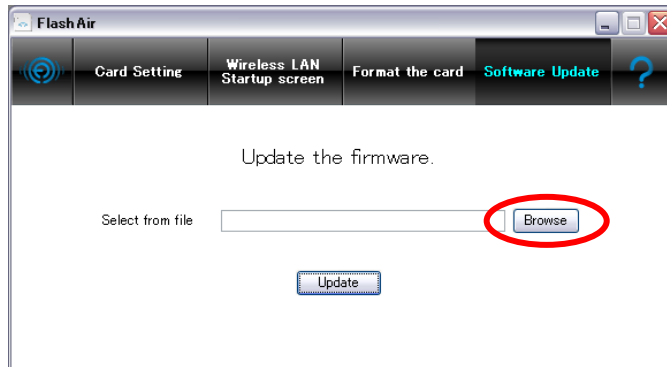 FlashAir
Card Setting
Wireless LAN
Startup screen
Format the card
Software Update
?
Update the firmware.
Select from file
Browse
Update